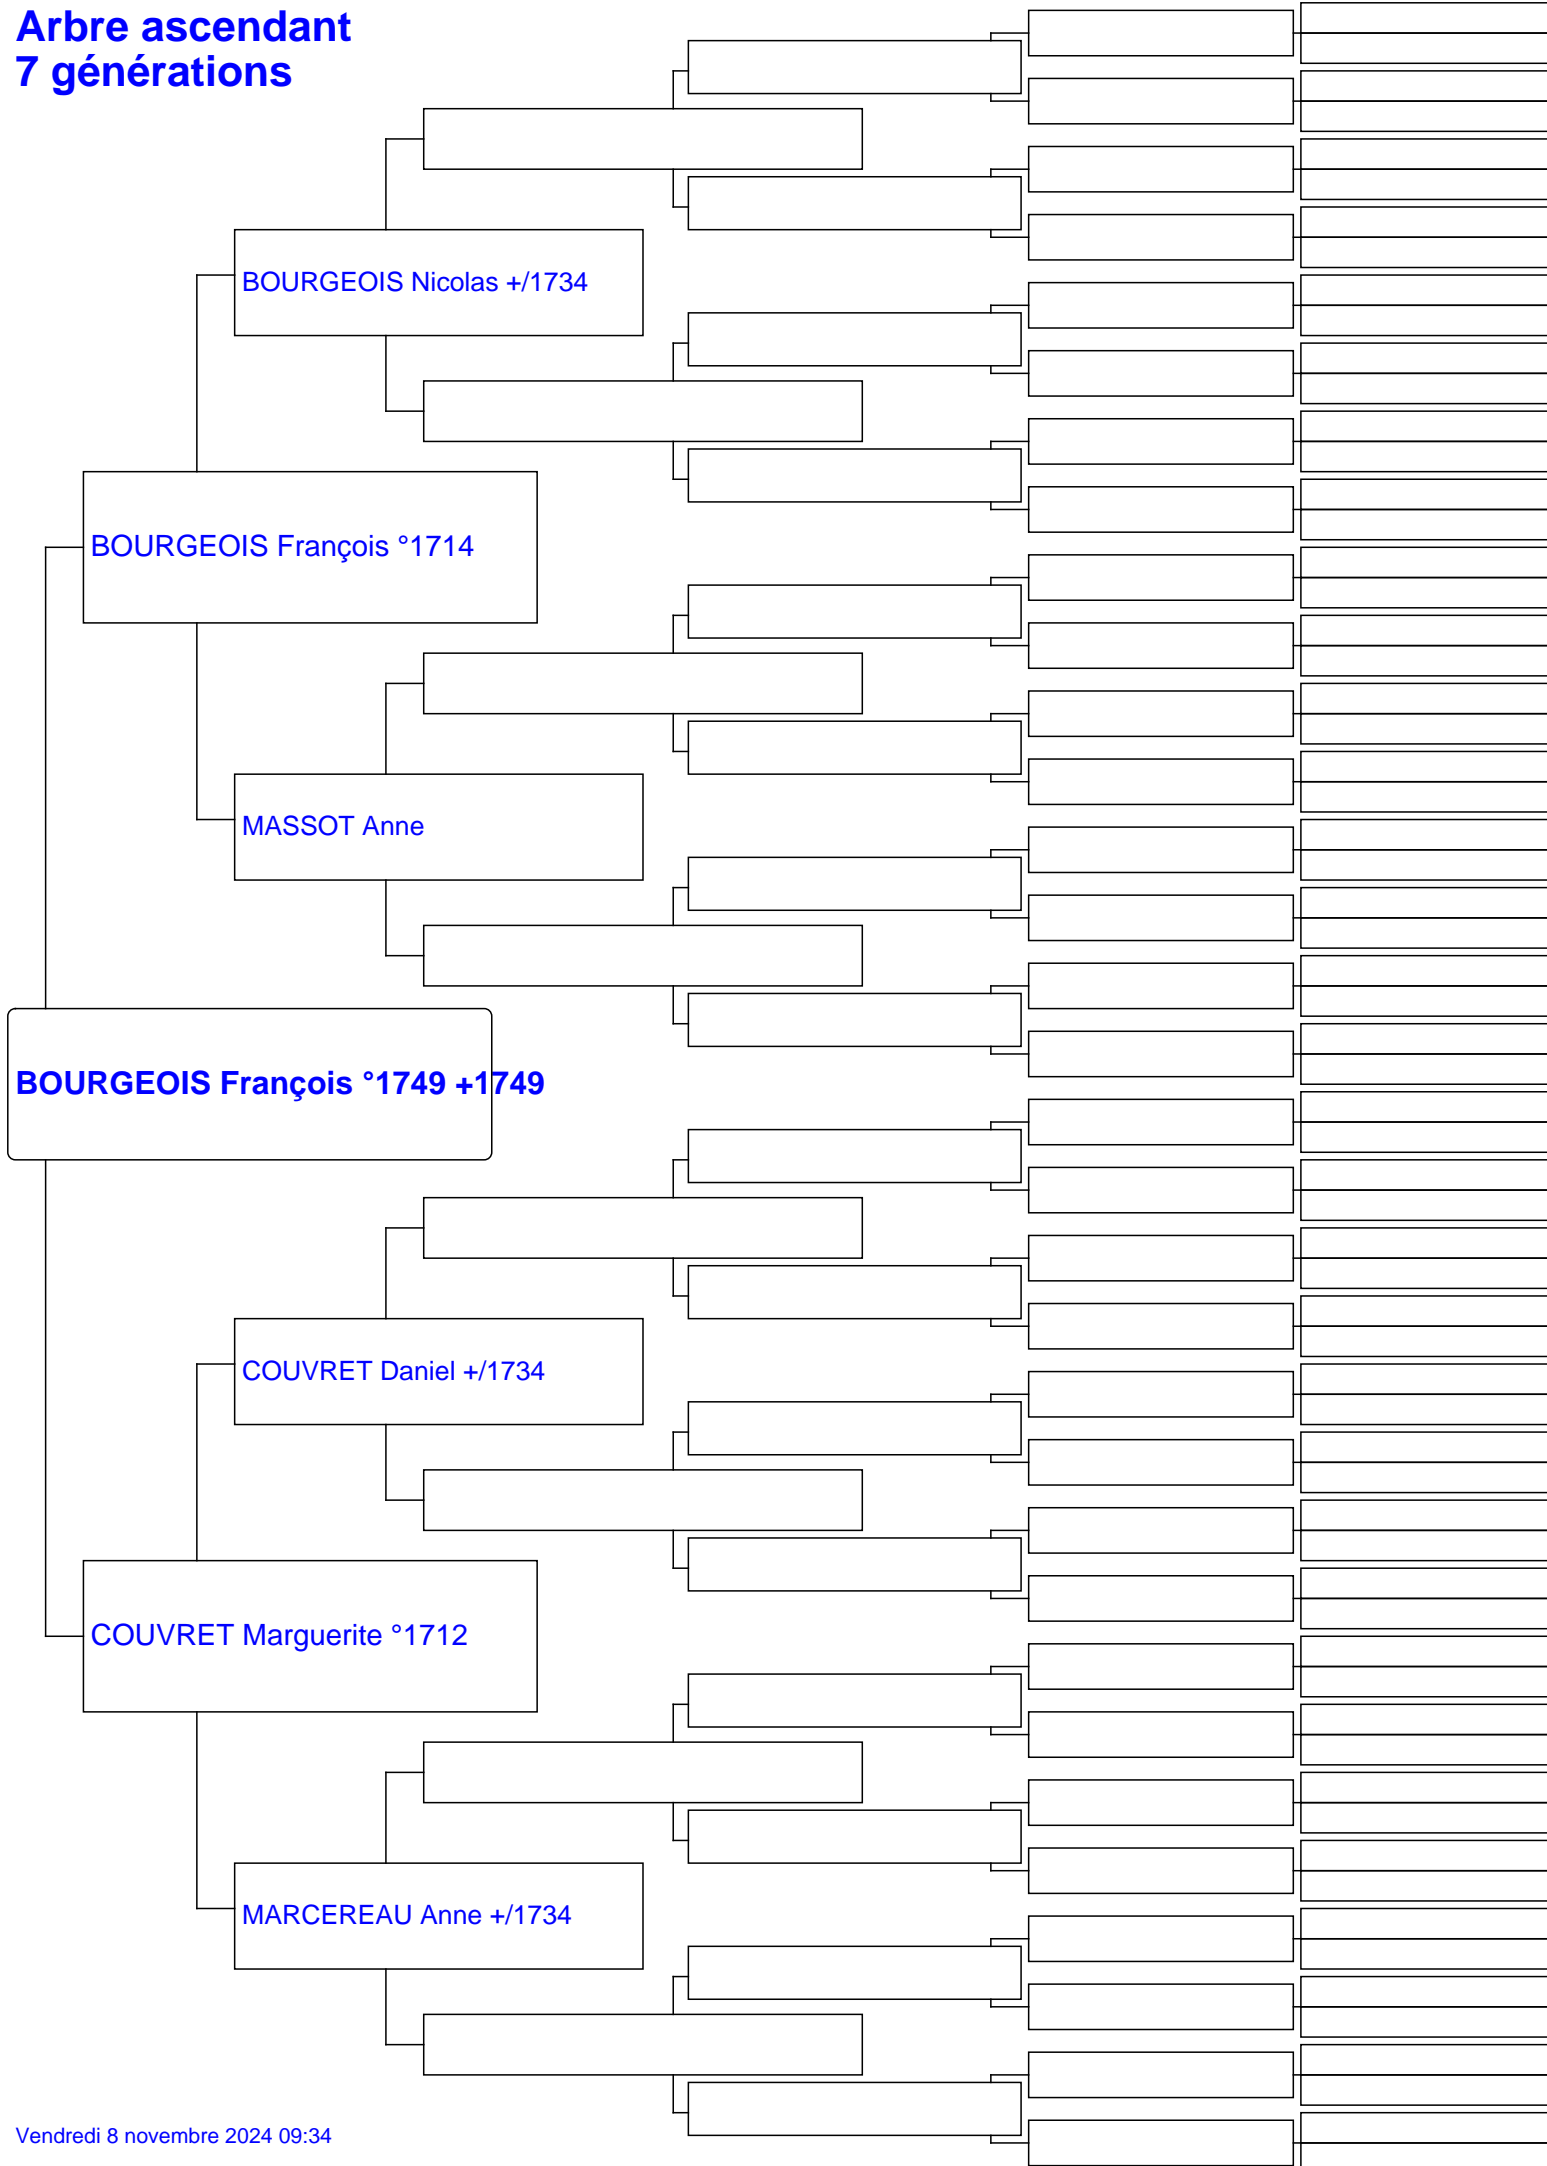 Arbre ascendant
7 générations
BOURGEOIS Nicolas +/1734
BOURGEOIS François °1714
MASSOT Anne
BOURGEOIS François °1749 +1749
COUVRET Daniel +/1734
COUVRET Marguerite °1712
MARCEREAU Anne +/1734
Vendredi 8 novembre 2024 09:34